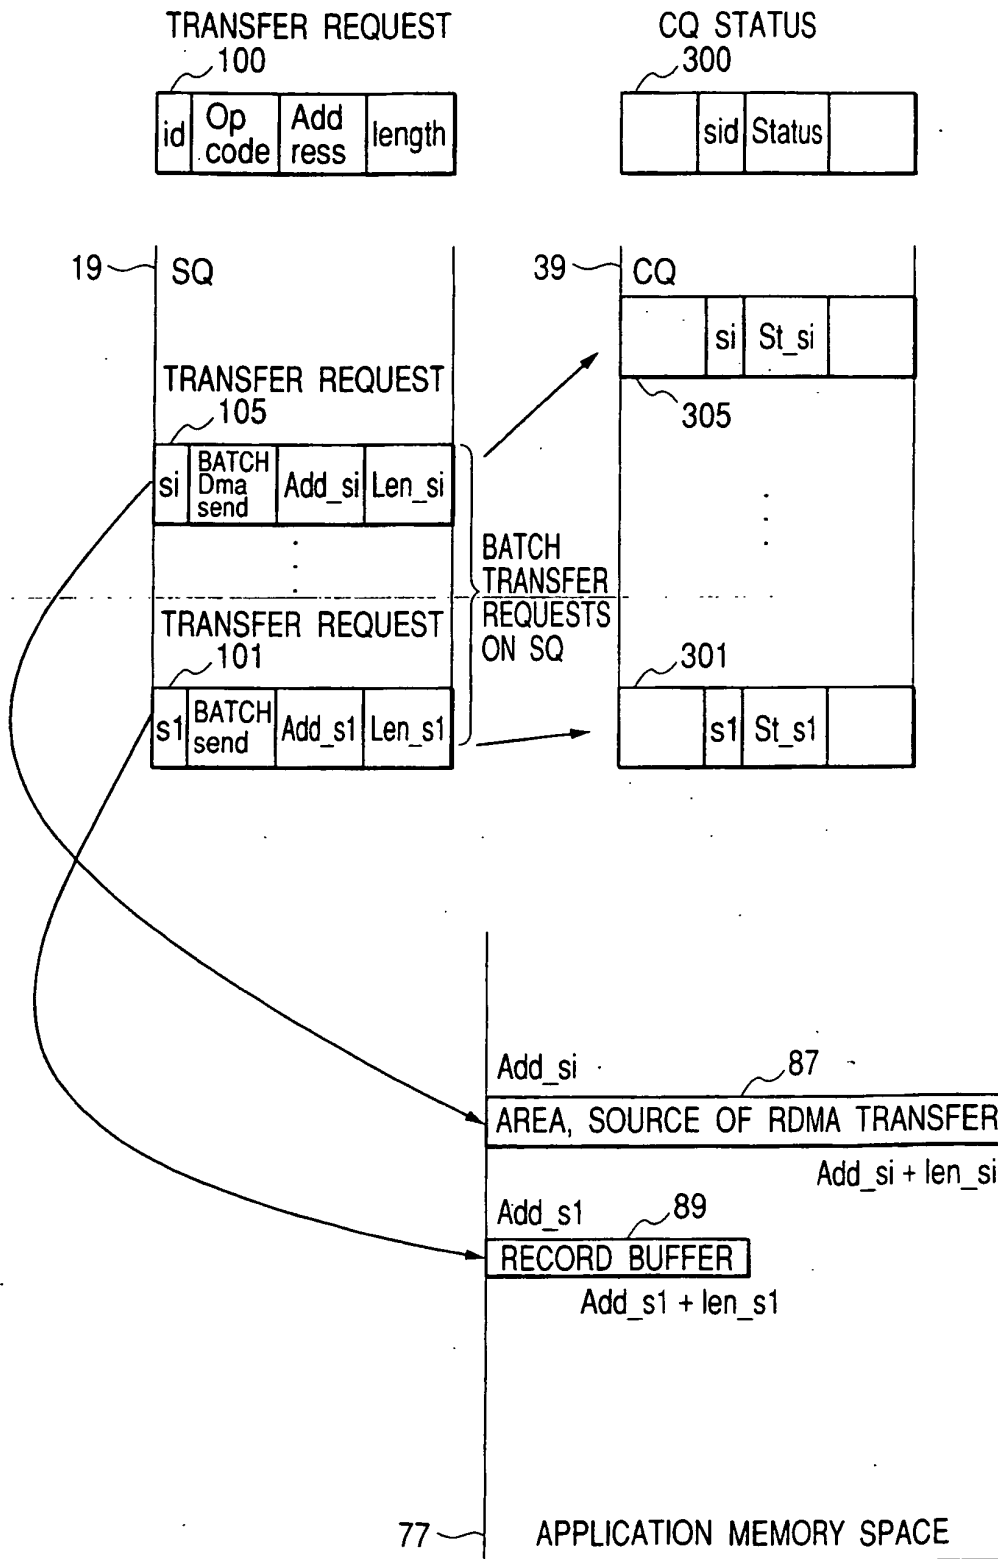 TRANSFER REQUEST
100
id
Op
code
Add
ress
length
CQ STATUS
300
sid
Status
19
SQ
TRANSFER REQUEST
105
si
BATCH
Dma
send
Add_si
Len_si
TRANSFER REQUEST
101
s1
BATCH
send
Add_s1
Len_s1
BATCH
TRANSFER
REQUESTS
ON SQ
39
CQ
si
St_si
305
301
s1
St_s1
Add_si
87
AREA, SOURCE OF RDMA TRANSFER
Add_si + len_si
Add_s1
89
RECORD BUFFER
Add_s1 + len_s1
77
APPLICATION MEMORY SPACE